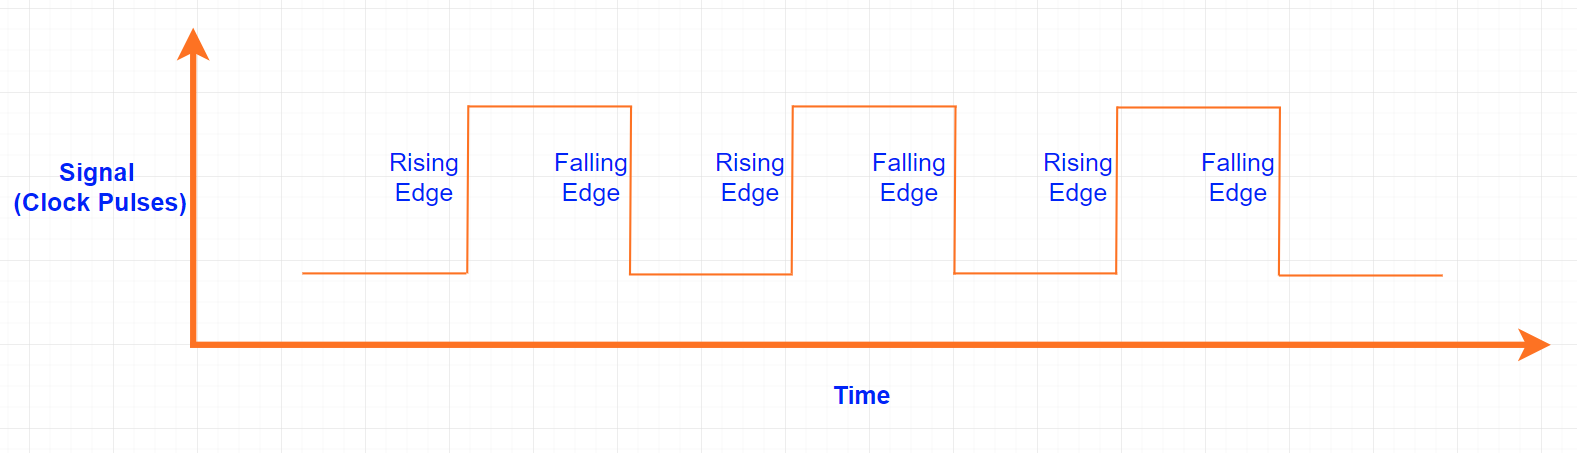 Signal
(Clock Pulses)
Rising
Edge
Falling
Edge
Rising
Edge
Falling
Edge
Rising
Edge
Falling
Edge
Time